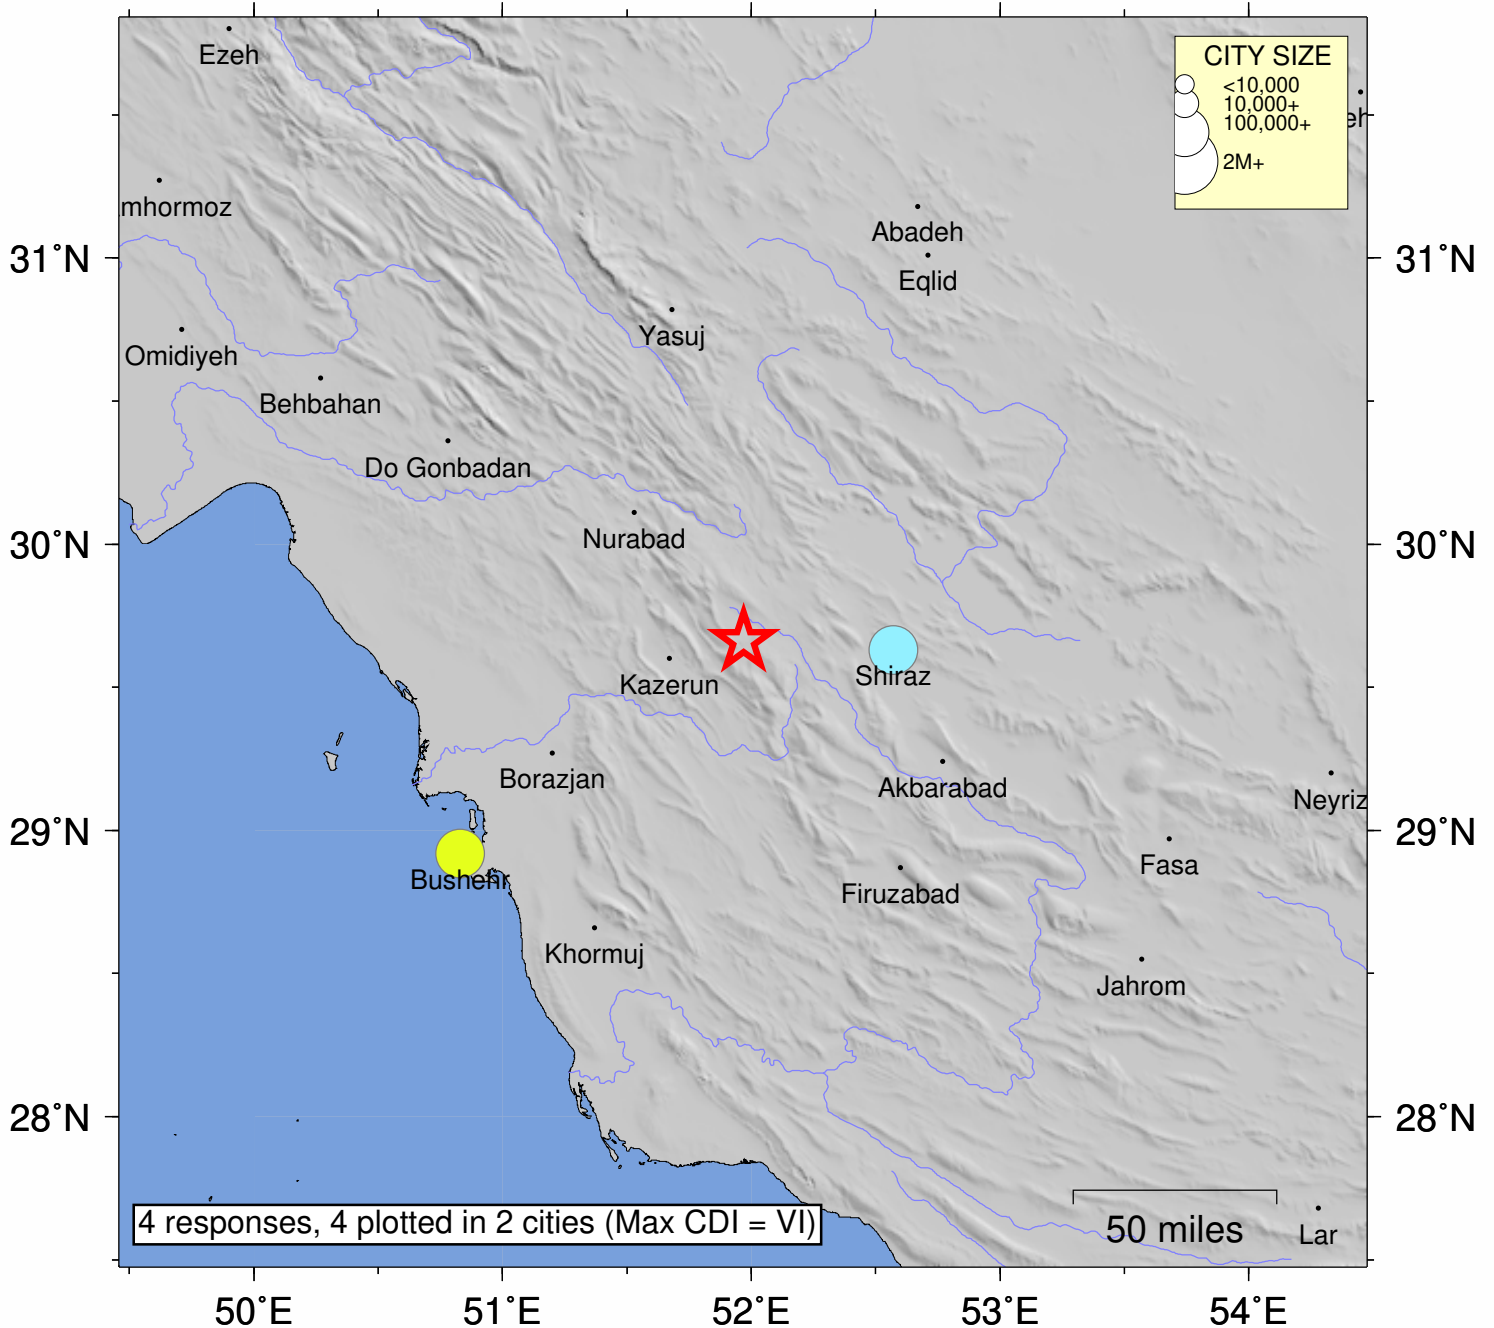 Ezeh
CITY SIZE
<10,000
10,000+
100,000+
2M+
eh
mhormoz
Abadeh
31°N
31°N
Eqlid
Yasuj
Omidiyeh
Behbahan
Do Gonbadan
Nurabad
30°N
30°N
Kazerun
Shiraz
Borazjan
Akbarabad
Neyriz
29°N
29°N
Fasa
Bushehr
Firuzabad
Khormuj
Jahrom
28°N
28°N
4 responses, 4 plotted in 2 cities (Max CDI = VI)
50 miles
Lar
50°E
51°E
52°E
53°E
54°E